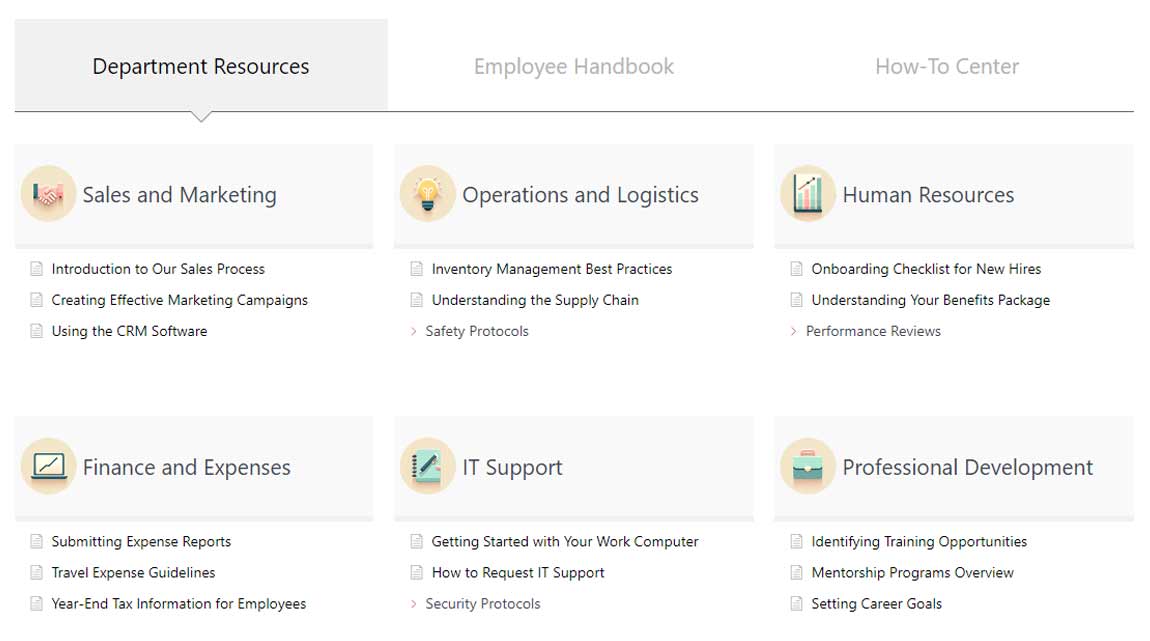 Department Resources
Employee Handbook
How-To Center
Sales and Marketing
Introduction to Our Sales Process
Creating Effective Marketing Campaigns
Using the CRM Software
Operations and Logistics
Inventory Management Best Practices
Understanding the Supply Chain
Safety Protocols
Human Resources
Onboarding Checklist for New Hires
Understanding Your Benefits Package
Performance Reviews
Finance and Expenses
Submitting Expense Reports
Travel Expense Guidelines
Year-End Tax Information for Employees
IT Support
Getting Started with Your Work Computer
How to Request IT Support
Security Protocols
Professional Development
Identifying Training Opportunities
Mentorship Programs Overview
Setting Career Goals